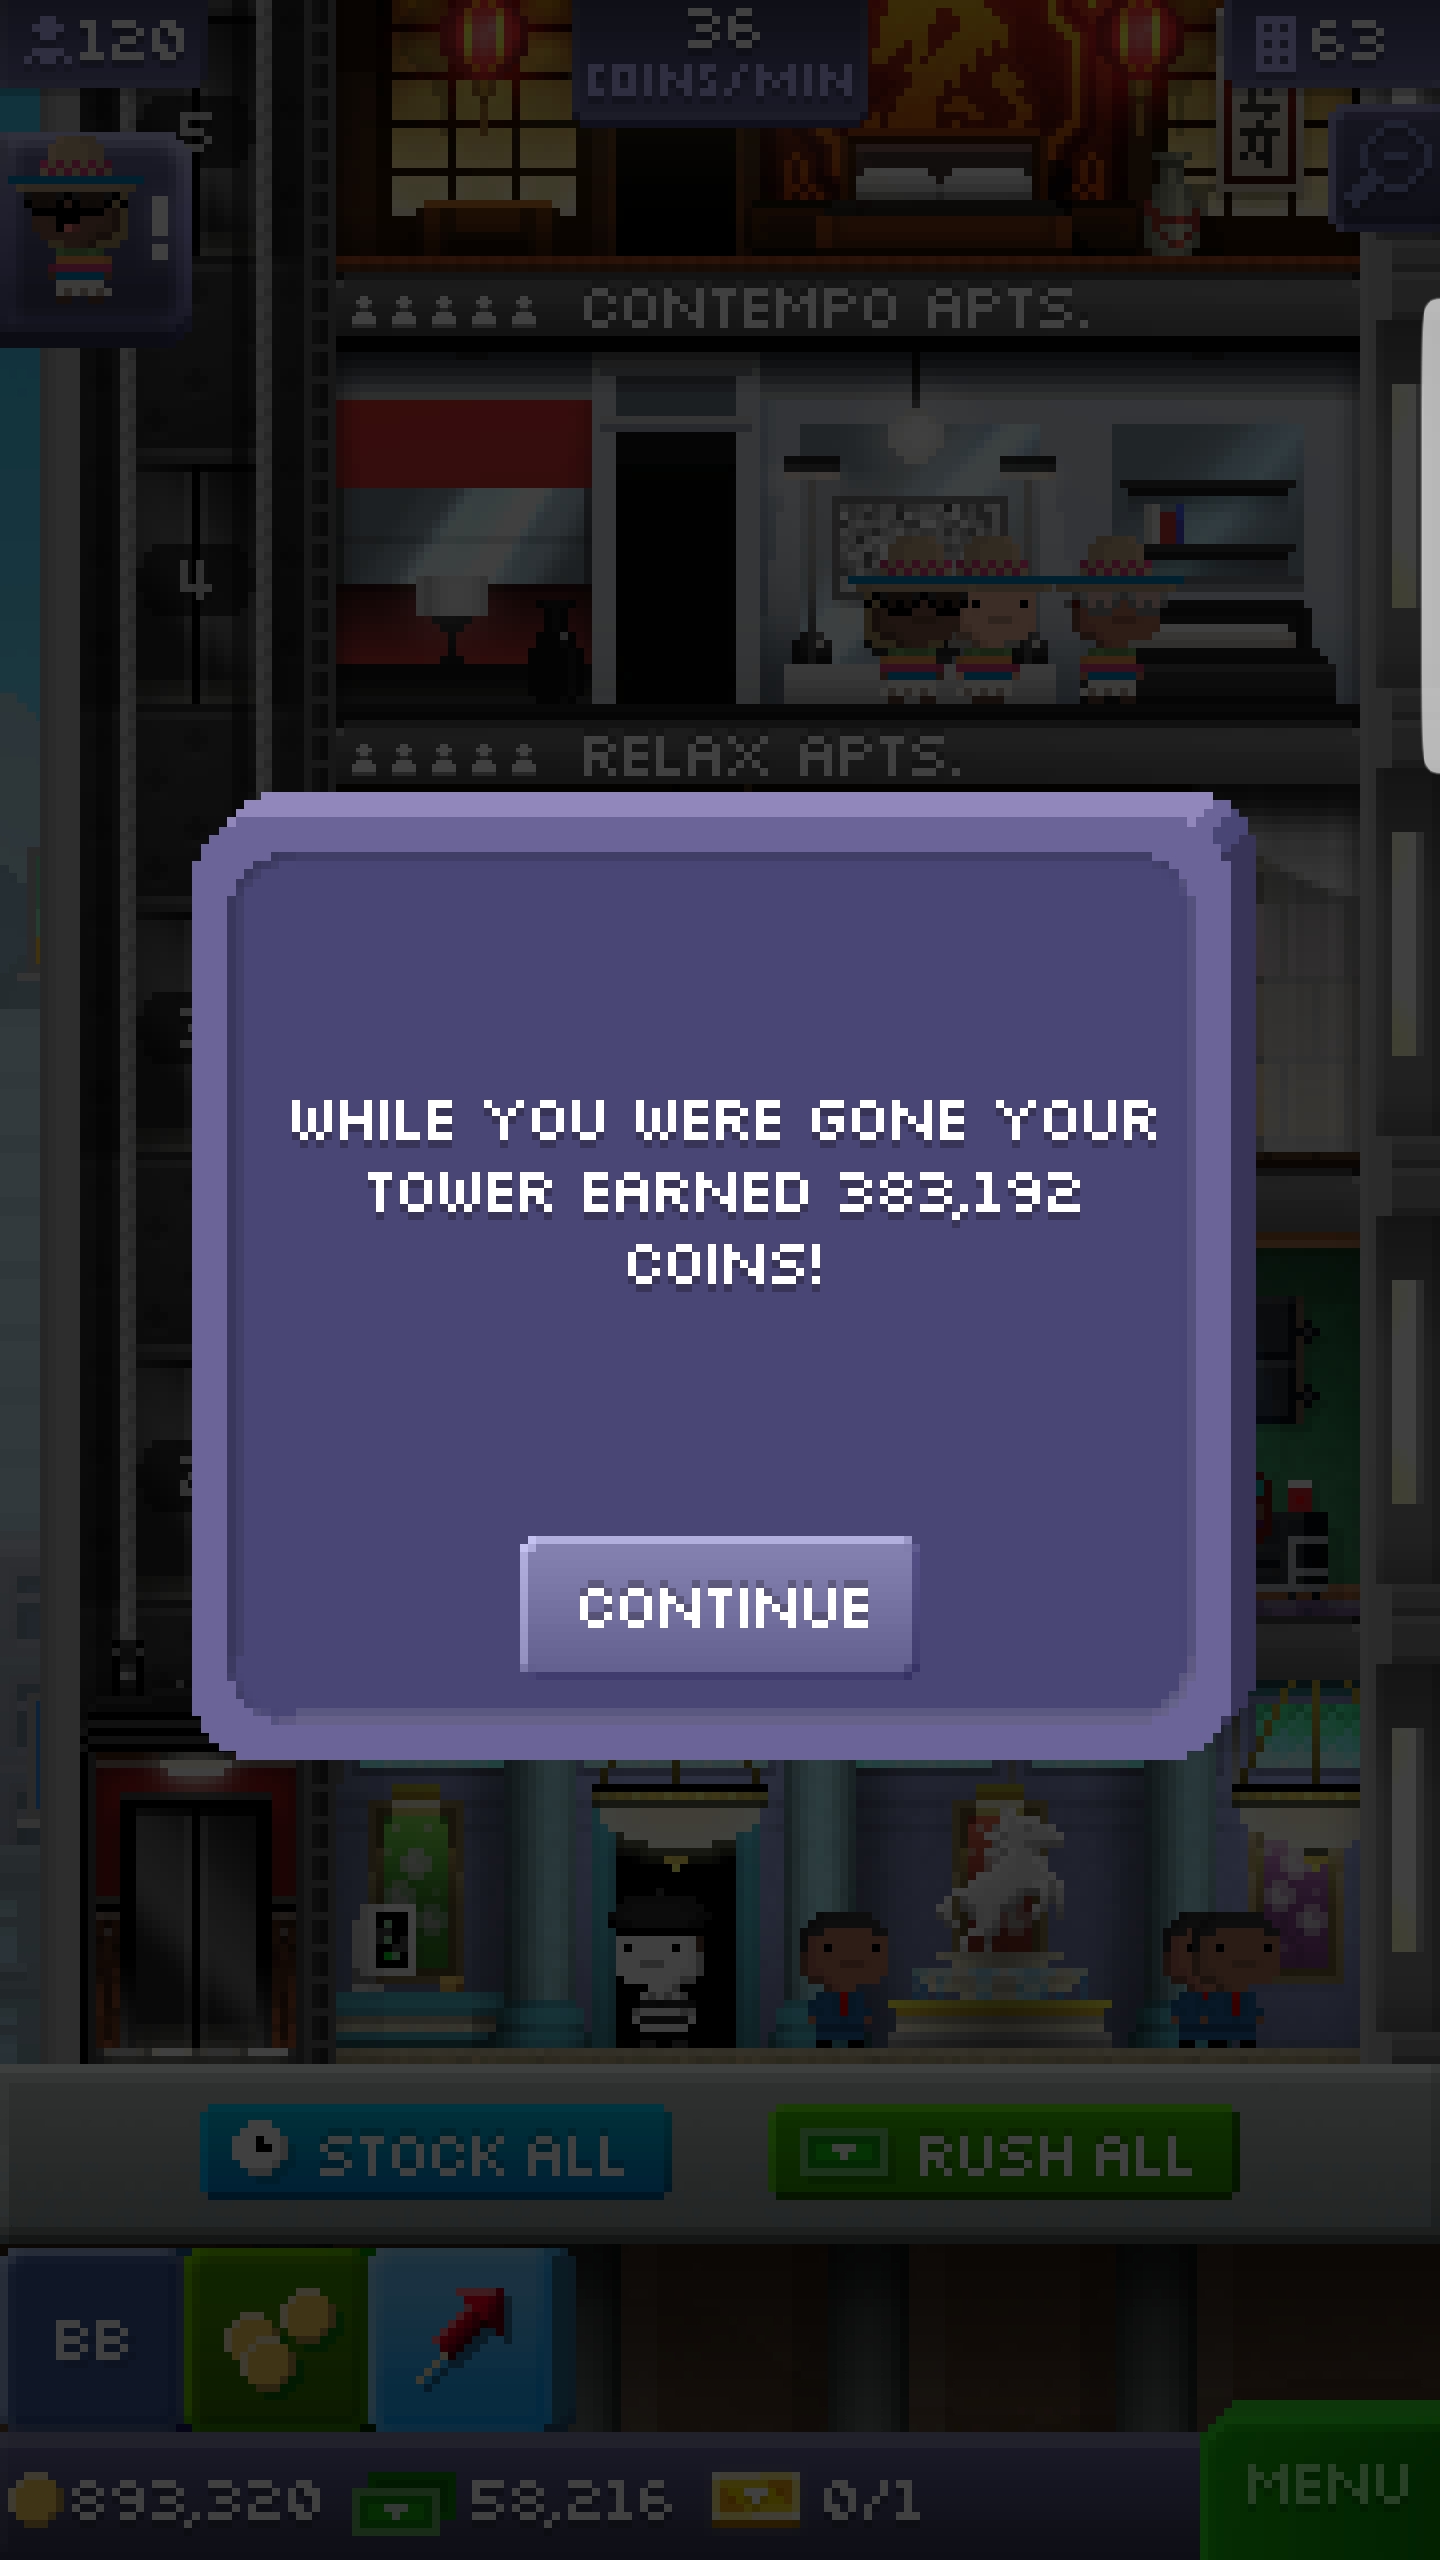 120
36
COINS/MIN
63
5
!
CONTEMPO APTS.
4
RELAX APTS.
WHILE YOU WERE GONE YOUR
TOWER EARNED 383,192
COINS!
CONTINUE
STOCK ALL
RUSH ALL
BB
893,320
58,216
0/1
MENU